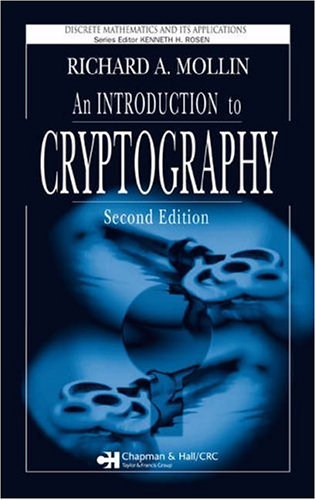 DISCRETE MATHEMATICS AND ITS APPLICATIONS
Series Editor KENNETH H. ROSEN
RICHARD A. MOLLIN
An INTRODUCTION to
CRYPTOGRAPHY
Second Edition
Chapman & Hall/CRC
Taylor & Francis Group